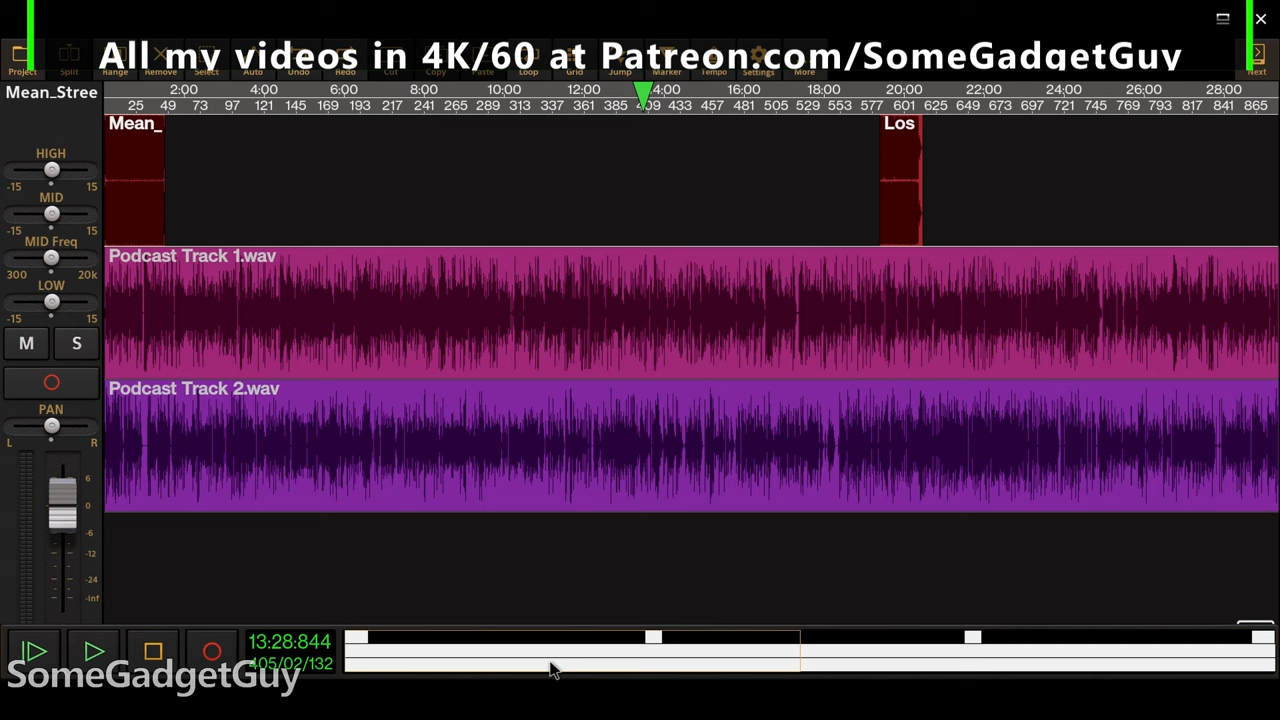 All my videos in 4K/60 at Patreon.com/SomeGadgetGuy
Project Split Range Remove Select Auto Undo Redo Cut Copy Paste Loop Grid Jump Marker Tempo Settings More Next
Mean_Stree
2:00 4:00 6:00 8:00 10:00 12:00 4:00 16:00 18:00 20:00 22:00 24:00 26:00 28:00
25 49 73 97 121 145 169 193 217 241 265 289 313 337 361 385 409 433 457 481 505 529 553 577 601 625 649 673 697 721 745 769 793 817 841 865
Mean_
Los
HIGH
-15 15
MID
-15 15
MID Freq
300 20k
LOW
-15 15
M S
PAN
L R
6
0
-6
-12
-24
-inf
Podcast Track 1.wav
Podcast Track 2.wav
13:28:844
405/02/132
SomeGadgetGuy